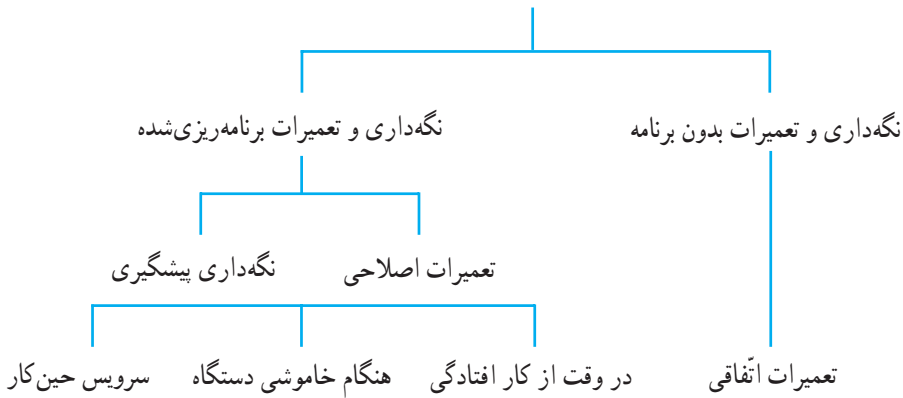 نگه‌داری و تعمیرات بدون برنامه
نگه‌داری و تعمیرات برنامه‌ریزی‌شده
تعمیرات اصلاحی
نگه‌داری پیشگیری
تعمیرات اتّفاقی
در وقت از کار افتادگی
هنگام خاموشی دستگاه
سرویس حین‌کار